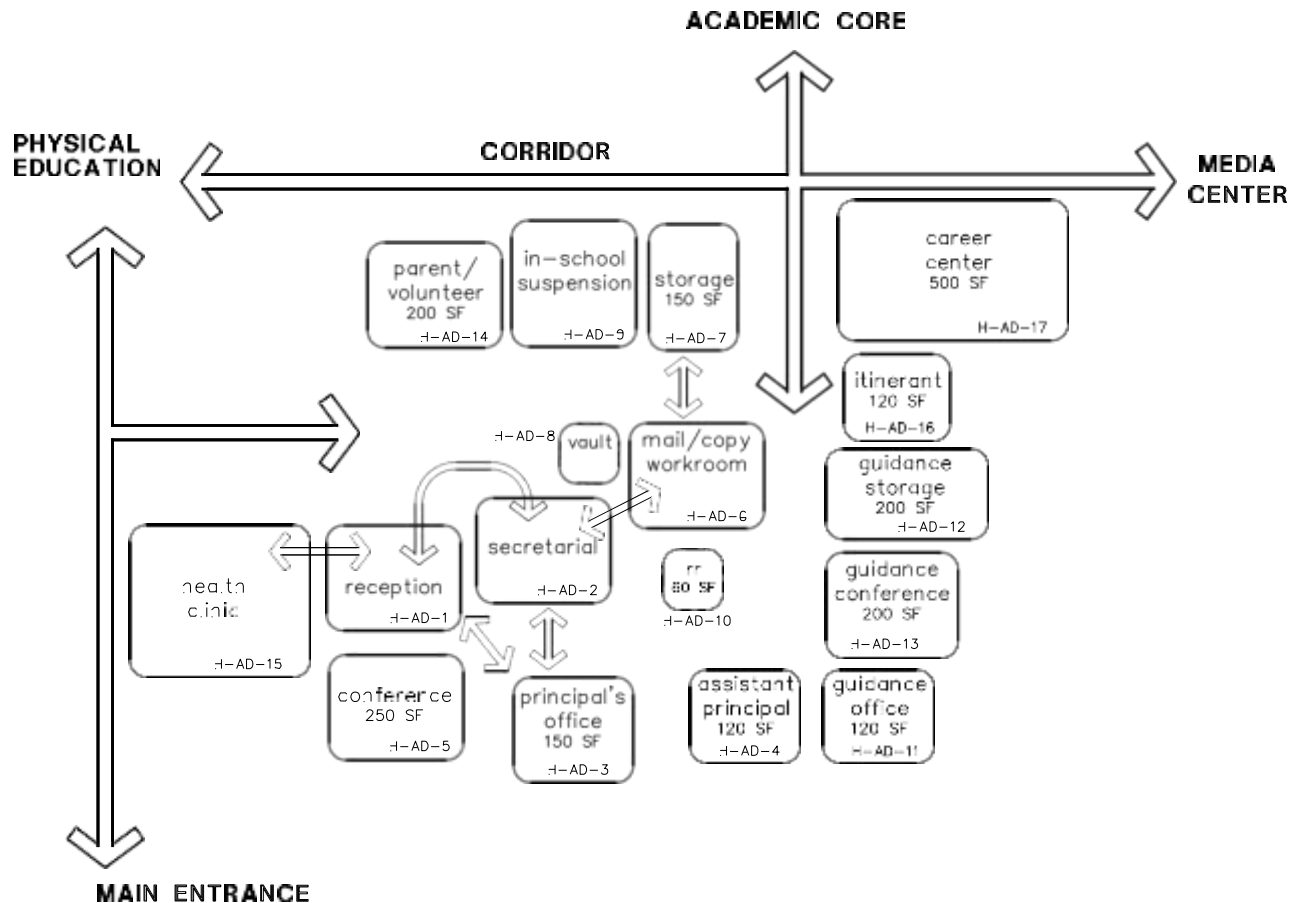 ACADEMIC CORE
PHYSICAL
EDUCATION
CORRIDOR
MEDIA
CENTER
parent/
volunteer
200 SF
H-AD-14
in-school
suspension
H-AD-9
storage
150 SF
H-AD-7
career
center
500 SF
H-AD-17
itinerant
120 SF
H-AD-16
H-AD-8
vault
mail/copy
workroom
H-AD-6
guidance
storage
200 SF
H-AD-12
health
clinic
H-AD-15
reception
H-AD-1
secretarial
H-AD-2
rr
60 SF
H-AD-10
guidance
conference
200 SF
H-AD-13
conference
250 SF
H-AD-5
principal's
office
150 SF
H-AD-3
assistant
principal
120 SF
H-AD-4
guidance
office
120 SF
H-AD-11
MAIN ENTRANCE